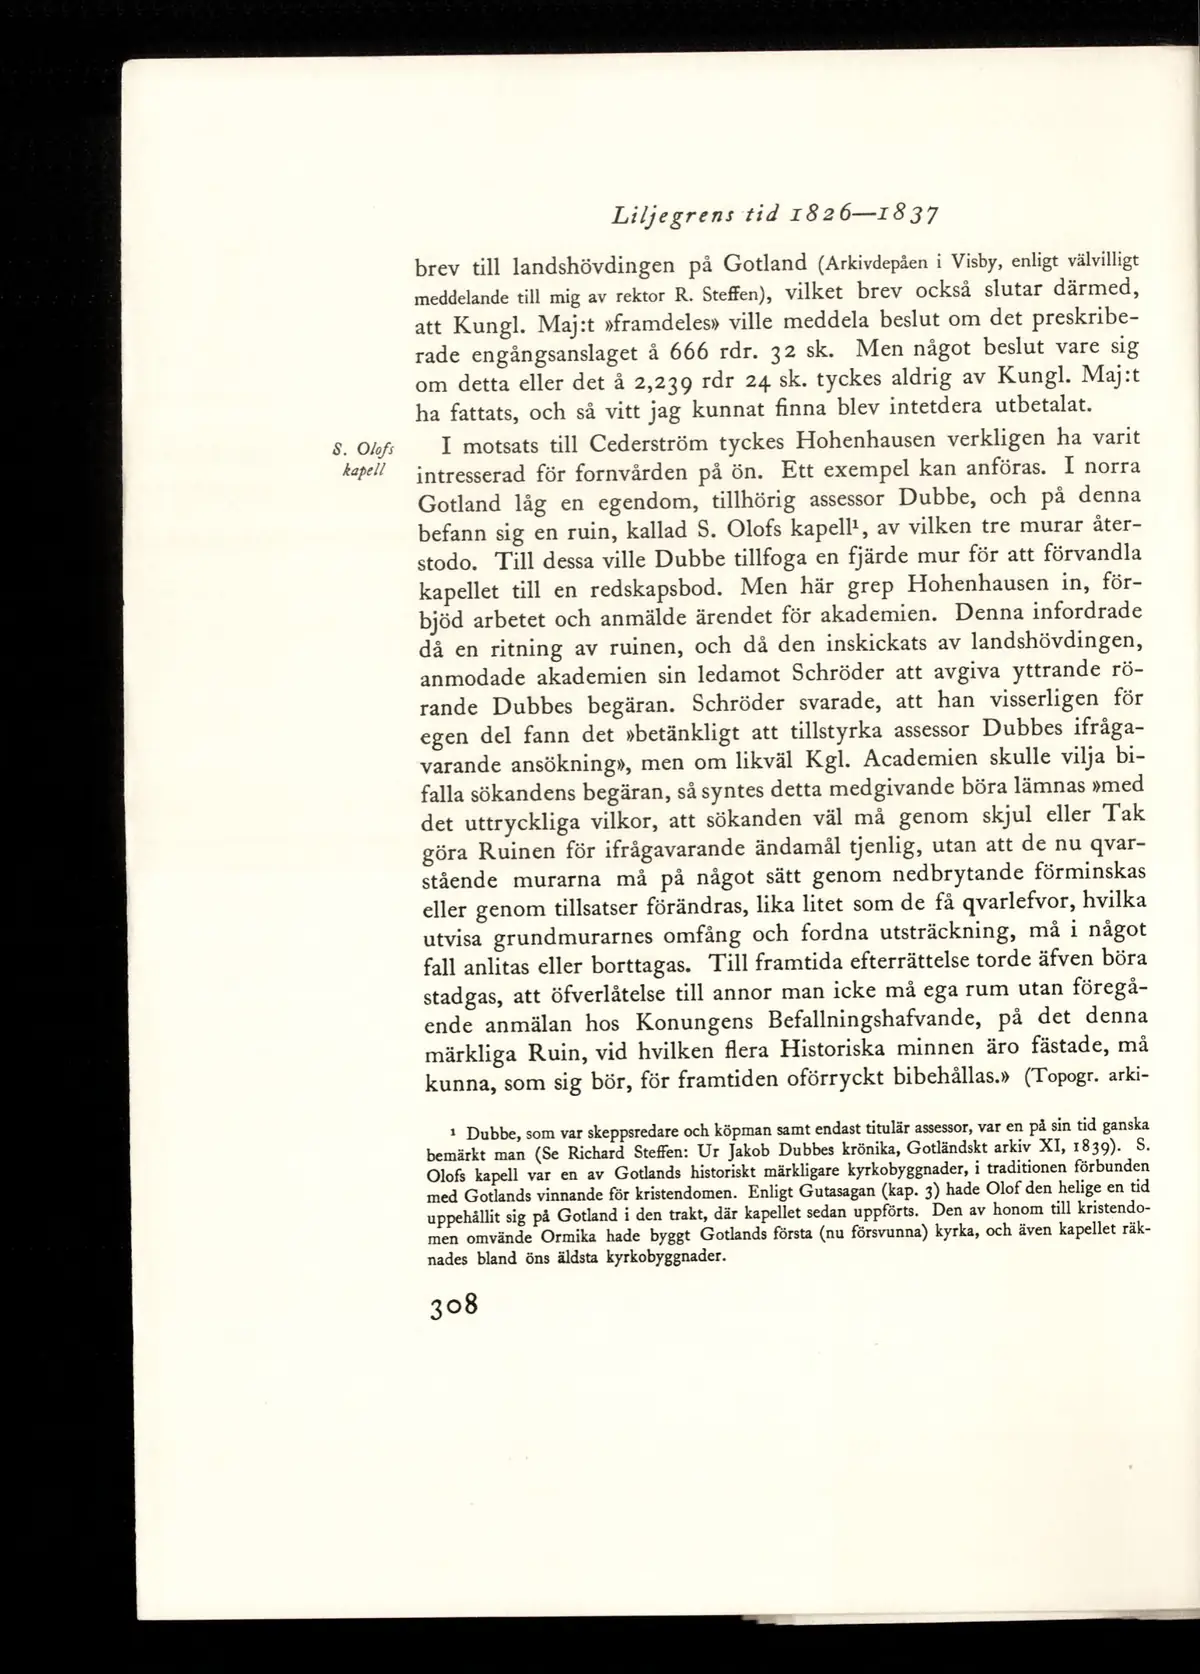 Liljegrens tid 1826—1837
brev till landshövdingen på Gotland (Arkivdepåen i Visby, enligt välvilligt
meddelande till mig av rektor R. Steffen), vilket brev också slutar därmed,
att Kungl. Maj:t »framdeles» ville meddela beslut om det preskribe-
rade engångsanslaget å 666 rdr. 32 sk. Men något beslut vare sig
om detta eller det å 2,239 rdr 24 sk. tyckes aldrig av Kungl. Maj:t
ha fattats, och så vitt jag kunnat finna blev intetdera utbetalat.
S. Olofs
kapell
I motsats till Cederström tyckes Hohenhausen verkligen ha varit
intresserad för fornvården på ön. Ett exempel kan anföras. I norra
Gotland låg en egendom, tillhörig assessor Dubbe, och på denna
befann sig en ruin, kallad S. Olofs kapell¹, av vilken tre murar åter-
stodo. Till dessa ville Dubbe tillfoga en fjärde mur för att förvandla
kapellet till en redskapsbod. Men här grep Hohenhausen in, för-
bjöd arbetet och anmälde ärendet för akademien. Denna infordrade
då en ritning av ruinen, och då den inskickats av landshövdingen,
anmodade akademien sin ledamot Schröder att avgiva yttrande rö-
rande Dubbes begäran. Schröder svarade, att han visserligen för
egen del fann det »betänkligt att tillstyrka assessor Dubbes ifråga-
varande ansökning», men om likväl Kgl. Academien skulle vilja bi-
falla sökandens begäran, så syntes detta medgivande böra lämnas »med
det uttryckliga vilkor, att sökanden väl må genom skjul eller Tak
göra Ruinen för ifrågavarande ändamål tjenlig, utan att de nu qvar-
stående murarna må på något sätt genom nedbrytande förminskas
eller genom tillsatser förändras, lika litet som de få qvarlefvor, hvilka
utvisa grundmurarnes omfång och fordna utsträckning, må i något
fall anlitas eller borttagas. Till framtida efterrättelse torde äfven böra
stadgas, att öfverlåtelse till annor man icke må ega rum utan föregå-
ende anmälan hos Konungens Befallningshafvande, på det denna
märkliga Ruin, vid hvilken flera Historiska minnen äro fästade, må
kunna, som sig bör, för framtiden oförryckt bibehållas.» (Topogr. arki-
¹ Dubbe, som var skeppsredare och köpman samt endast titulär assessor, var en på sin tid ganska
bemärkt man (Se Richard Steffen: Ur Jakob Dubbes krönika, Gotländskt arkiv XI, 1839). S.
Olofs kapell var en av Gotlands historiskt märkligare kyrkobyggnader, i traditionen förbunden
med Gotlands vinnande för kristendomen. Enligt Gutasagan (kap. 3) hade Olof den helige en tid
uppehållit sig på Gotland i den trakt, där kapellet sedan uppförts. Den av honom till kristendo-
men omvände Ormika hade byggt Gotlands första (nu försvunna) kyrka, och även kapellet räk-
nades bland öns äldsta kyrkobyggnader.
308